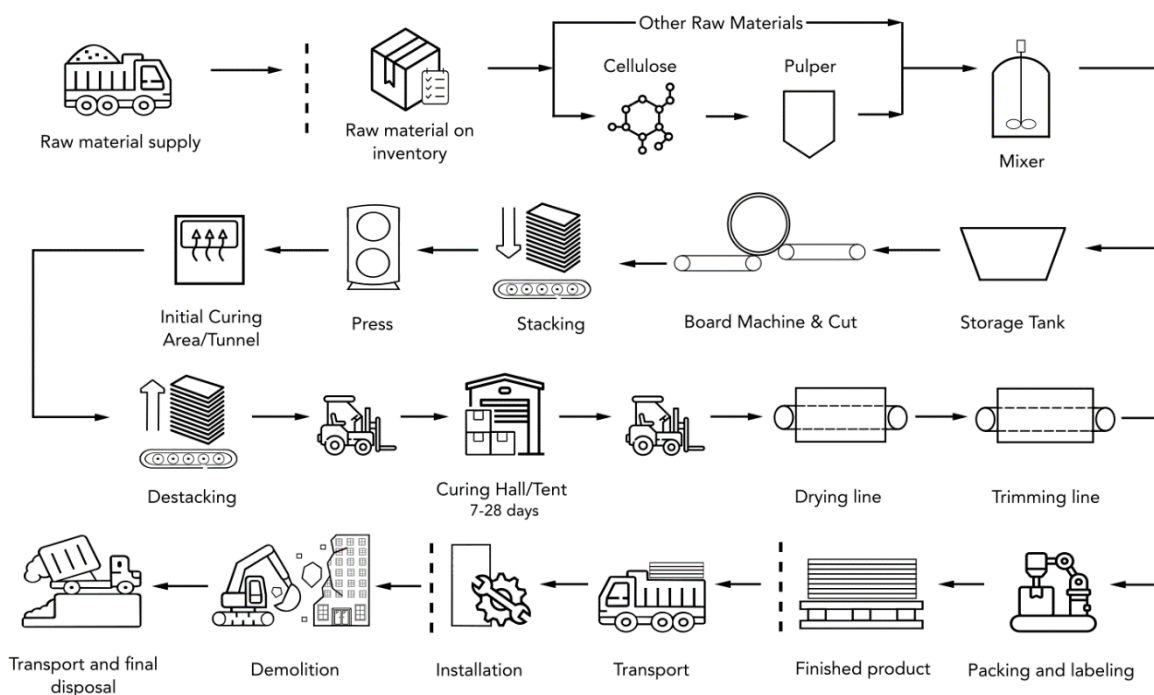 Other Raw Materials
Cellulose
Pulper
Raw material supply
Raw material on
inventory
Mixer
Initial Curing
Area/Tunnel
Press
Stacking
Board Machine & Cut
Storage Tank
Destacking
Curing Hall/Tent
7-28 days
Drying line
Trimming line
Transport and final
disposal
Demolition
Installation
Transport
Finished product
Packing and labeling